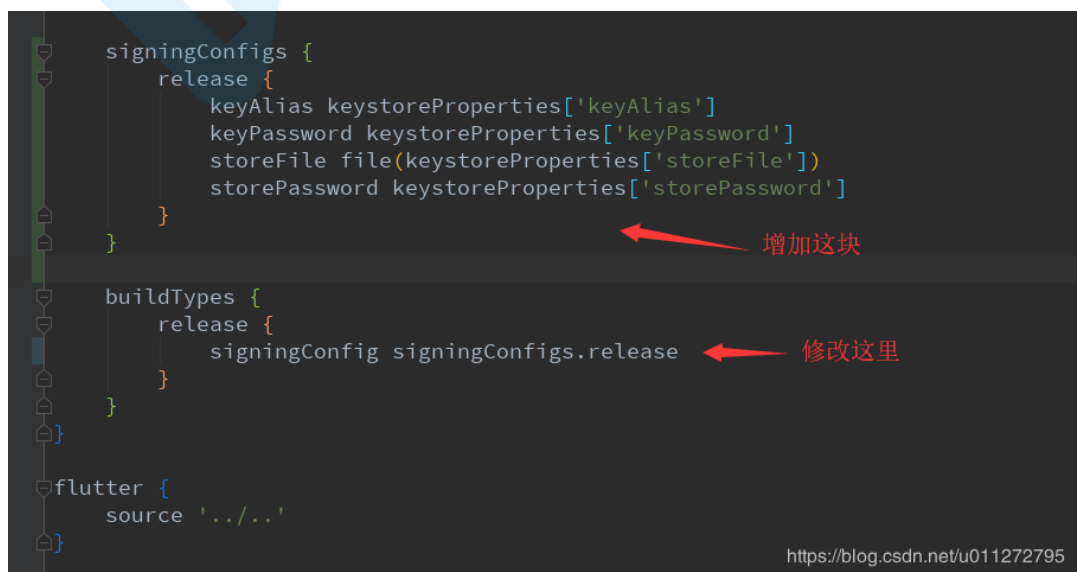 signingConfigs {
release {
keyAlias keystoreProperties['keyAlias']
keyPassword keystoreProperties['keyPassword']
storeFile file(keystoreProperties['storeFile'])
storePassword keystoreProperties['storePassword']
}
}
增加这块
buildTypes {
release {
signingConfig signingConfigs.release 修改这里
}
}
}
flutter {
source '../..'
}
https://blog.csdn.net/u011272795